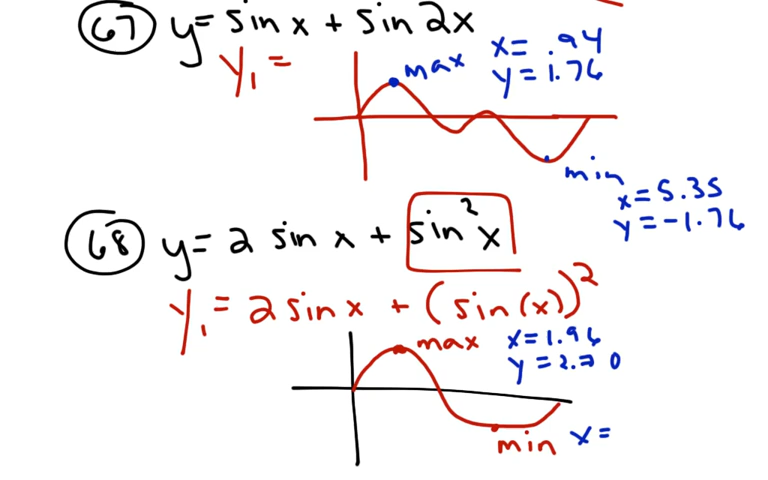 67 y = sin x + sin 2x
y₁ =
max
x = .94
y = 1.76
min
x = 5.35
y = -1.76
68 y = 2 sin x + sin²x
y₁ = 2 sin x + (sin(x))²
max
x = 1.96
y = 2.70
min x =